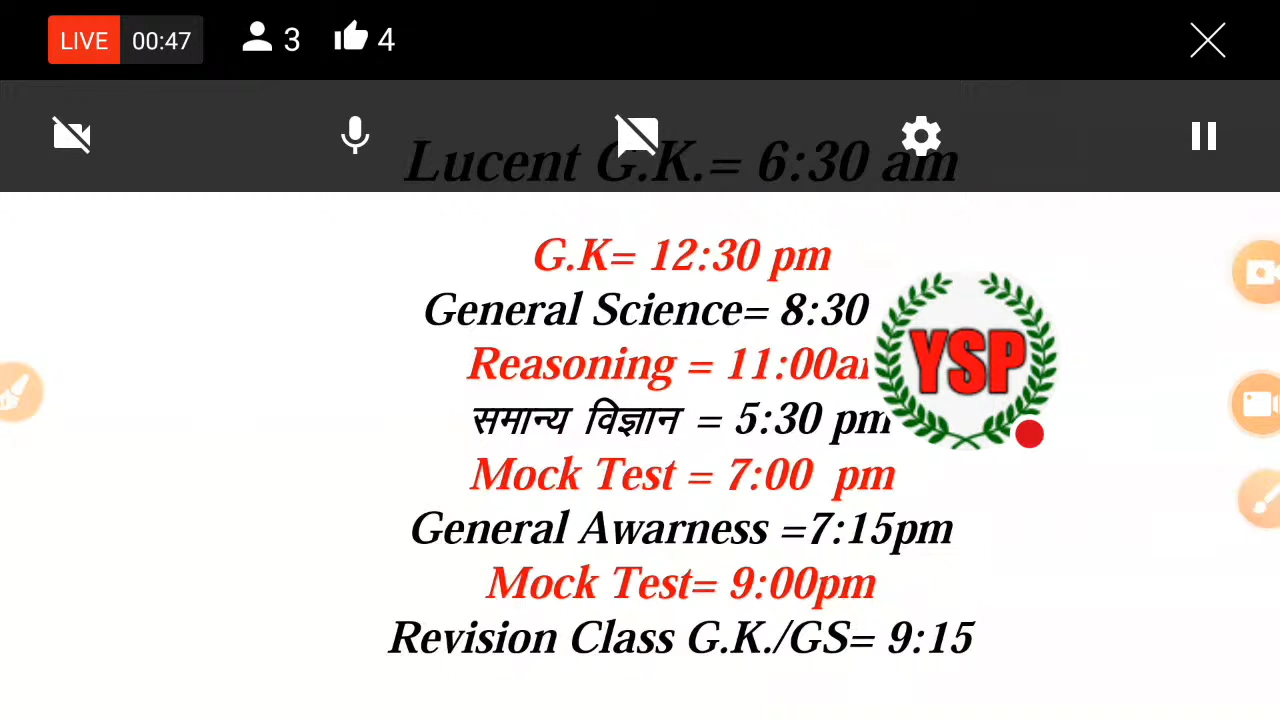 LIVE 00:47 3 4
Lucent G.K.= 6:30 am
G.K= 12:30 pm
General Science= 8:30
Reasoning = 11:00a
YSP
समान्य विज्ञान = 5:30 pm
Mock Test = 7:00 pm
General Awarness =7:15pm
Mock Test= 9:00pm
Revision Class G.K./GS= 9:15